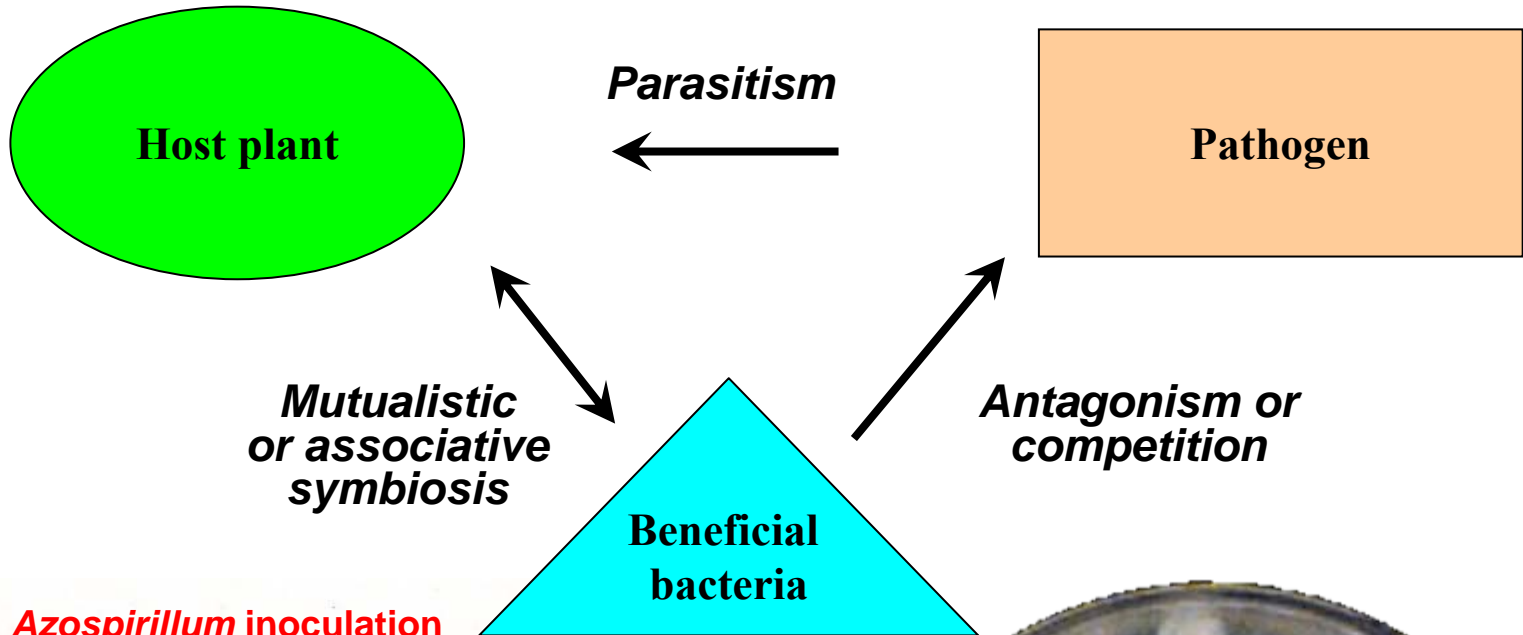 Parasitism
Host plant
Pathogen
Mutualistic
or associative
symbiosis
Antagonism or
competition
Beneficial
bacteria
Azospirillum inoculation